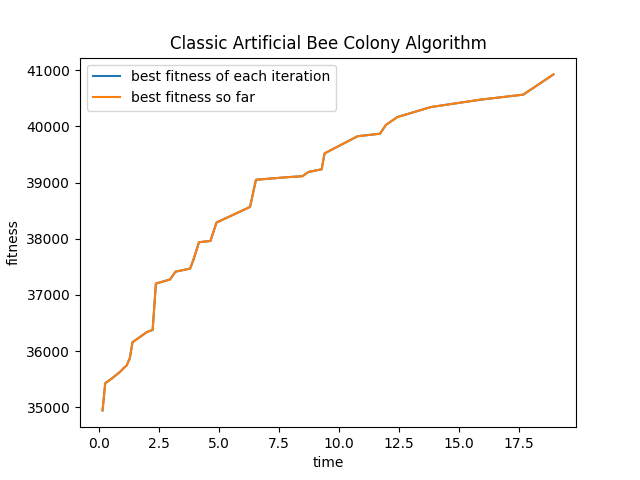 Classic Artificial Bee Colony Algorithm
best fitness of each iteration
best fitness so far
41000
40000
39000
38000
37000
36000
35000
fitness
0.0 2.5 5.0 7.5 10.0 12.5 15.0 17.5
time